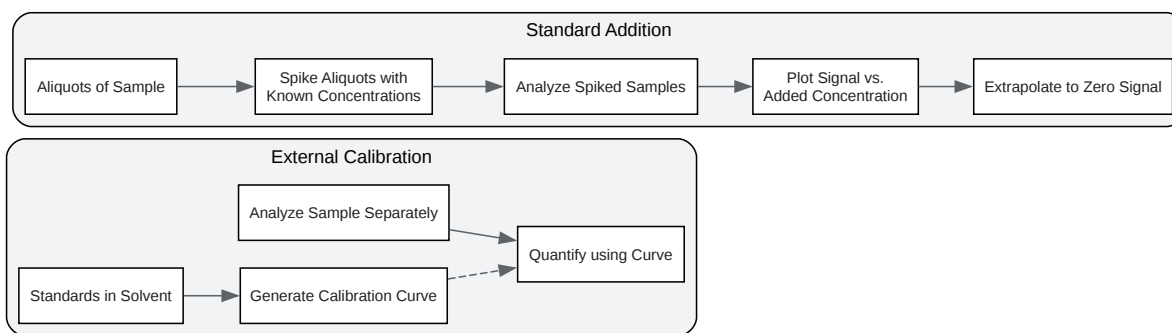 Standard Addition
Aliquots of Sample
Spike Aliquots with
Known Concentrations
Analyze Spiked Samples
Plot Signal vs.
Added Concentration
Extrapolate to Zero Signal
External Calibration
Analyze Sample Separately
Quantify using Curve
Standards in Solvent
Generate Calibration Curve